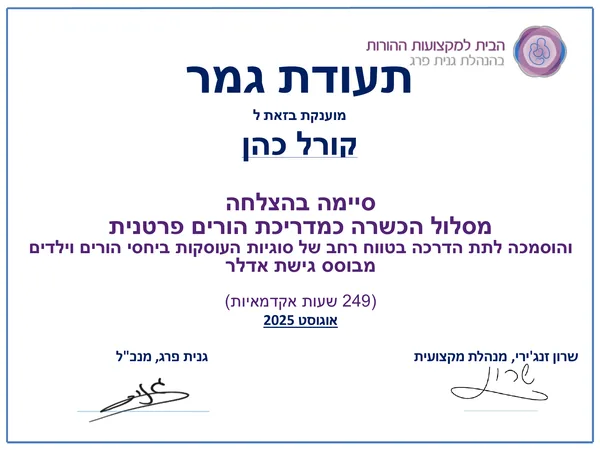 הבית למקצועות ההורות
בהנהלת גנית פרג
תעודת גמר
מוענקת בזאת ל
קורל כהן
סיימה בהצלחה
מסלול הכשרה כמדריכת הורים פרטנית
והוסמכה לתת הדרכה בטווח רחב של סוגיות העוסקות ביחסי הורים וילדים
מבוסס גישת אדלר
(249 שעות אקדמאיות)
אוגוסט 2025
שרון זנג'ירי, מנהלת מקצועית
גנית פרג, מנכ"ל
שרון
גנית